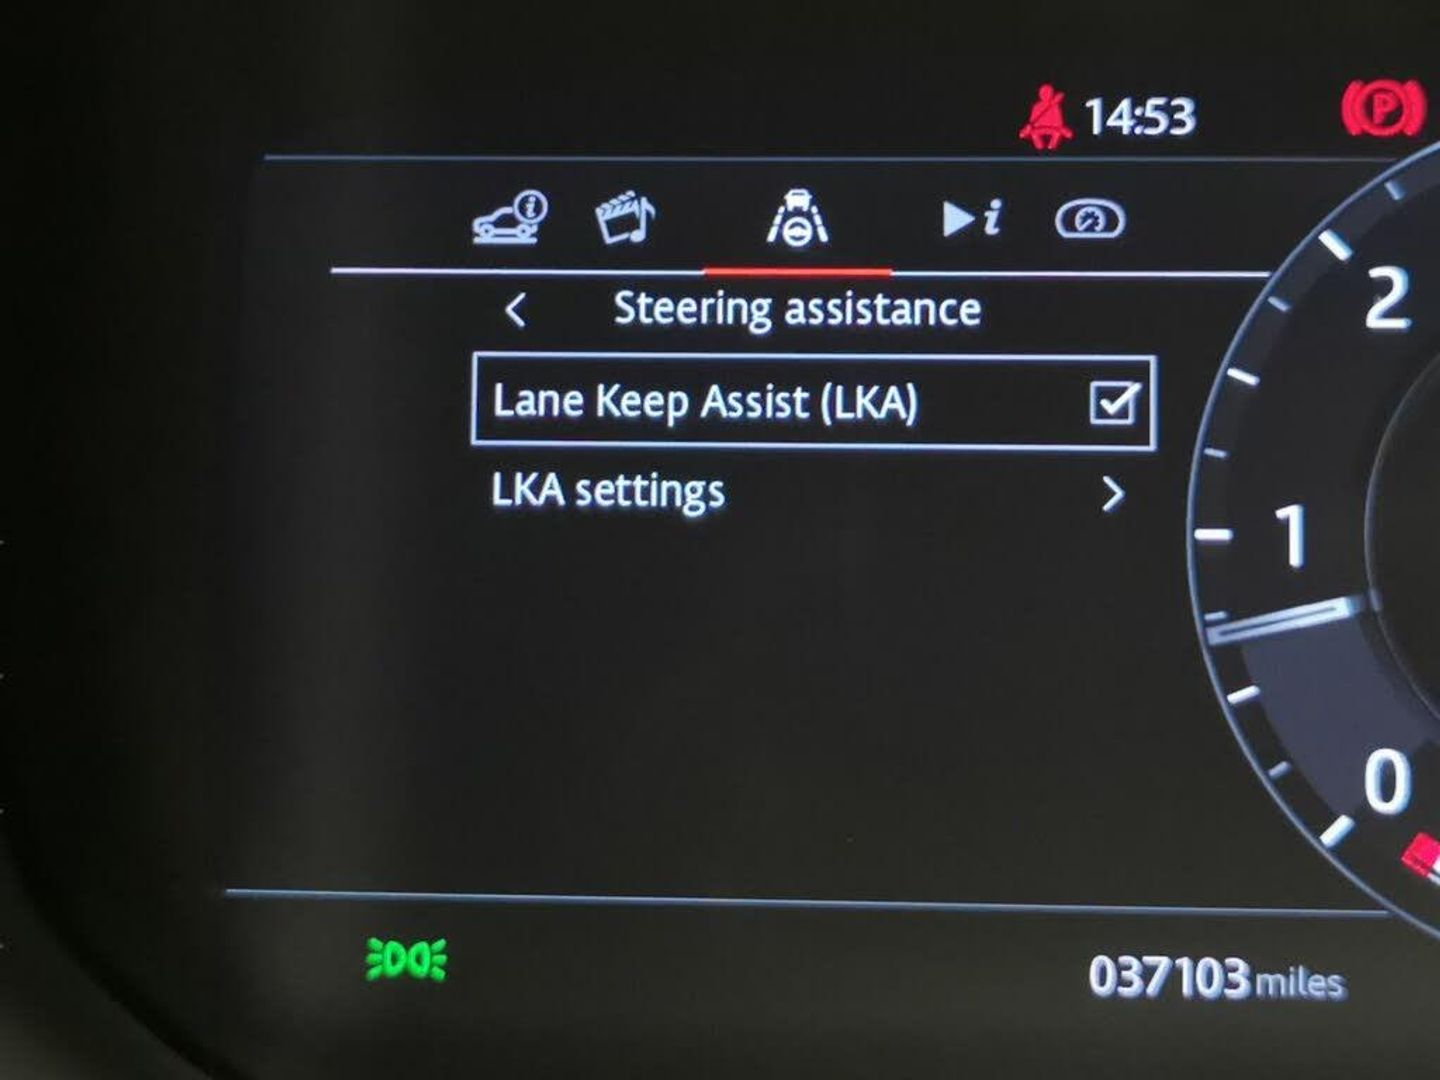 14:53
P
i
i
Steering assistance
Lane Keep Assist (LKA)
LKA settings
2
1
0
037103 miles